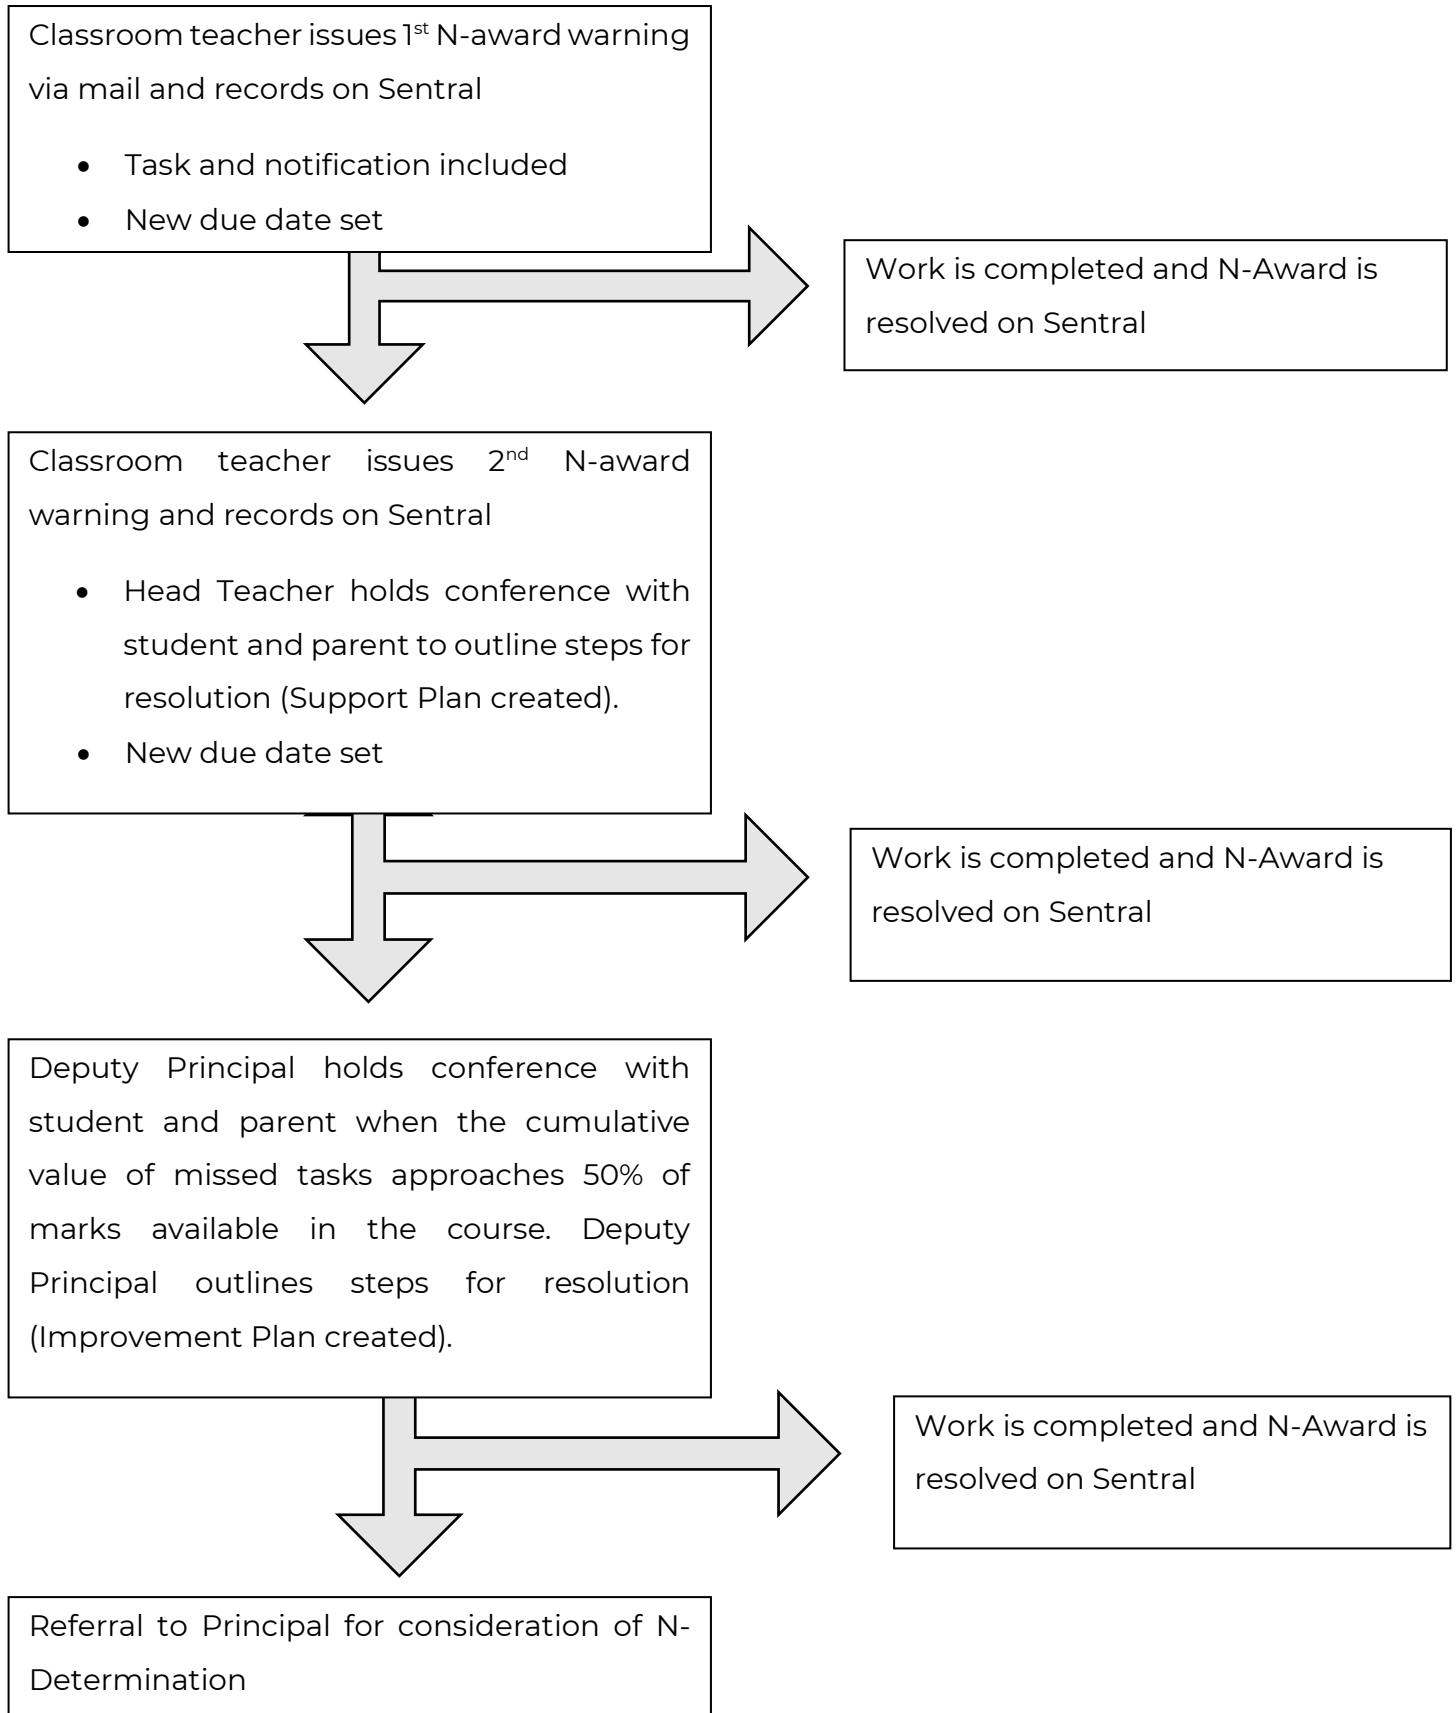 Classroom teacher issues 1st N-award warning
via mail and records on Sentral
• Task and notification included
• New due date set
Work is completed and N-Award is
resolved on Sentral
Classroom teacher issues 2nd N-award
warning and records on Sentral
• Head Teacher holds conference with
student and parent to outline steps for
resolution (Support Plan created).
• New due date set
Work is completed and N-Award is
resolved on Sentral
Deputy Principal holds conference with
student and parent when the cumulative
value of missed tasks approaches 50% of
marks available in the course. Deputy
Principal outlines steps for resolution
(Improvement Plan created).
Work is completed and N-Award is
resolved on Sentral
Referral to Principal for consideration of N-
Determination